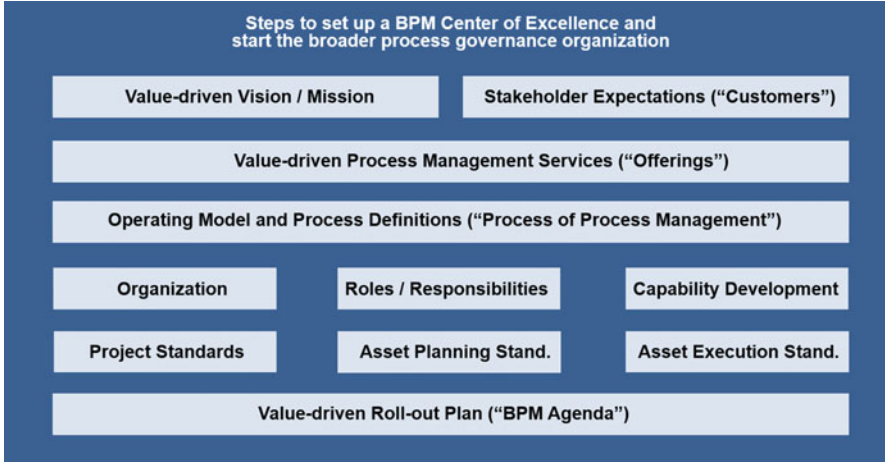 Steps to set up a BPM Center of Excellence and
start the broader process governance organization
Value-driven Vision / Mission
Stakeholder Expectations (“Customers”)
Value-driven Process Management Services (“Offerings”)
Operating Model and Process Definitions (“Process of Process Management”)
Organization
Roles / Responsibilities
Capability Development
Project Standards
Asset Planning Stand.
Asset Execution Stand.
Value-driven Roll-out Plan (“BPM Agenda”)